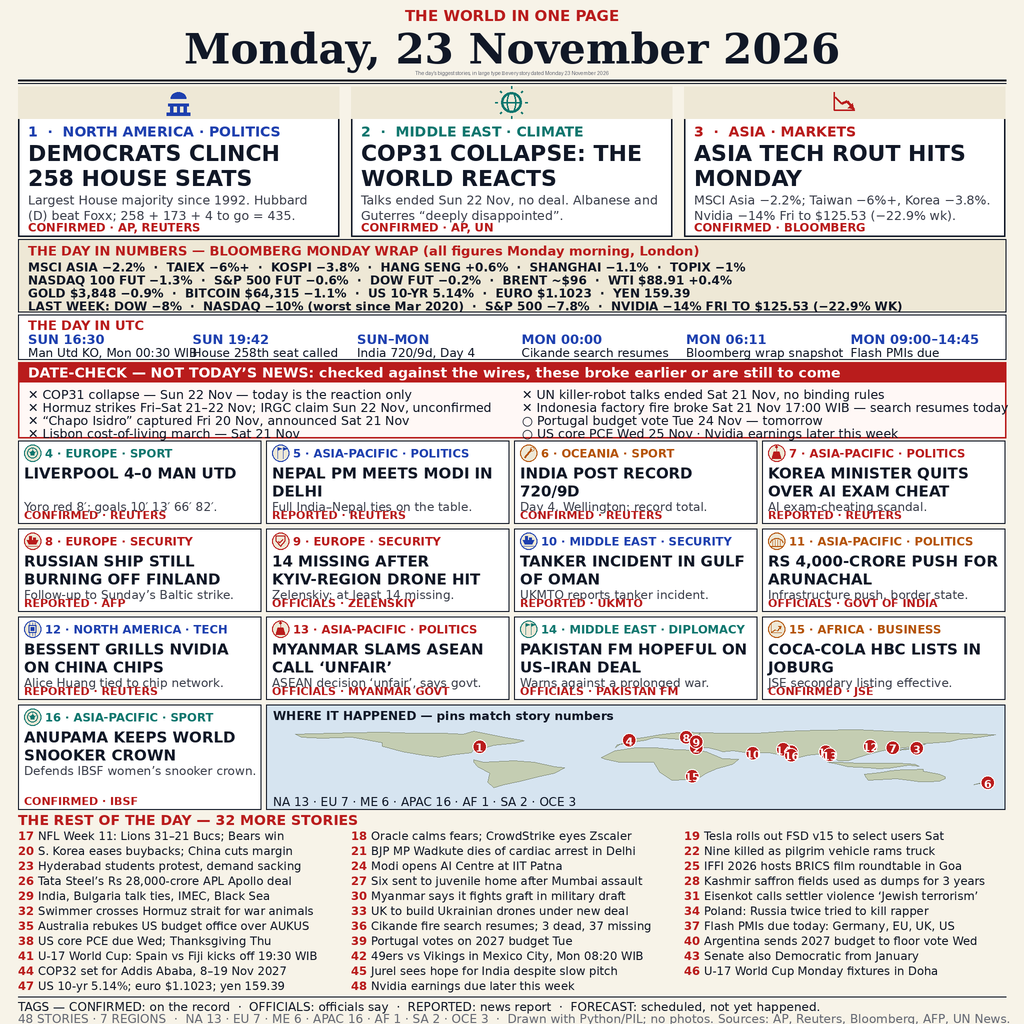 THE WORLD IN ONE PAGE
Monday, 23 November 2026
1 · NORTH AMERICA · POLITICS
DEMOCRATS CLINCH
258 HOUSE SEATS
Largest House majority since 1992. Hubbard
(D) beat Foxx; 258 + 173 + 4 to go = 435.
CONFIRMED · AP, REUTERS
2 · MIDDLE EAST · CLIMATE
COP31 COLLAPSE: THE
WORLD REACTS
Talks ended Sun 22 Nov, no deal. Albanese and
Guterres “deeply disappointed”.
CONFIRMED · AP, UN
3 · ASIA · MARKETS
ASIA TECH ROUT HITS
MONDAY
MSCI Asia −2.2%; Taiwan −6%+, Korea −3.8%.
Nvidia −14% Fri to $125.53 (−22.9% wk).
CONFIRMED · BLOOMBERG
THE DAY IN NUMBERS — BLOOMBERG MONDAY WRAP (all figures Monday morning, London)
MSCI ASIA −2.2% · TAIEX −6%+ · KOSPI −3.8% · HANG SENG +0.6% · SHANGHAI −1.1% · TOPIX −1%
NASDAQ 100 FUT −1.3% · S&P 500 FUT −0.6% · DOW FUT −0.2% · BRENT ~$96 · WTI $88.91 +0.4%
GOLD $3,848 −0.9% · BITCOIN $64,315 −1.1% · US 10-YR 5.14% · EURO $1.1023 · YEN 159.39
LAST WEEK: DOW −8% · NASDAQ −10% (worst since Mar 2020) · S&P 500 −7.8% · NVIDIA −14% FRI TO $125.53 (−22.9% WK)
THE DAY IN UTC
SUN 16:30
Man Utd KO, Mon 00:30 WIB
SUN 19:42
House 258th seat called
SUN–MON
India 720/9d, Day 4
MON 00:00
Cikande search resumes
MON 06:11
Bloomberg wrap snapshot
MON 09:00–14:45
Flash PMIs due
DATE-CHECK — NOT TODAY’S NEWS: checked against the wires, these broke earlier or are still to come
✕ COP31 collapse — Sun 22 Nov — today is the reaction only
✕ Hormuz strikes Fri–Sat 21–22 Nov; IRGC claim Sun 22 Nov, unconfirmed
✕ “Chapo Isidro” captured Fri 20 Nov, announced Sat 21 Nov
✕ Lisbon cost-of-living march — Sat 21 Nov
✕ UN killer-robot talks ended Sat 21 Nov, no binding rules
✕ Indonesia factory fire broke Sat 21 Nov 17:00 WIB — search resumes today
○ Portugal budget vote Tue 24 Nov — tomorrow
○ US core PCE Wed 25 Nov · Nvidia earnings later this week
4 · EUROPE · SPORT
LIVERPOOL 4–0 MAN UTD
Yoro red 8′; goals 10′ 13′ 66′ 82′.
CONFIRMED · REUTERS
5 · ASIA-PACIFIC · POLITICS
NEPAL PM MEETS MODI IN
DELHI
Full India–Nepal ties on the table.
REPORTED · REUTERS
6 · OCEANIA · SPORT
INDIA POST RECORD
720/9D
Day 4, Wellington; record total.
CONFIRMED · REUTERS
7 · ASIA-PACIFIC · POLITICS
KOREA MINISTER QUITS
OVER AI EXAM CHEAT
AI exam-cheating scandal.
REPORTED · REUTERS
8 · EUROPE · SECURITY
RUSSIAN SHIP STILL
BURNING OFF FINLAND
Follow-up to Sunday’s Baltic strike.
REPORTED · AFP
9 · EUROPE · SECURITY
14 MISSING AFTER
KYIV-REGION DRONE HIT
Zelenskiy: at least 14 missing.
OFFICIALS · ZELENSKIY
10 · MIDDLE EAST · SECURITY
TANKER INCIDENT IN GULF
OF OMAN
UKMTO reports tanker incident.
REPORTED · UKMTO
11 · ASIA-PACIFIC · POLITICS
RS 4,000-CRORE PUSH FOR
ARUNACHAL
Infrastructure push, border state.
OFFICIALS · GOVT OF INDIA
12 · NORTH AMERICA · TECH
BESSENT GRILLS NVIDIA
ON CHINA CHIPS
Alice Huang tied to chip network.
REPORTED · REUTERS
13 · ASIA-PACIFIC · POLITICS
MYANMAR SLAMS ASEAN
CALL ‘UNFAIR’
ASEAN decision ‘unfair’, says govt.
OFFICIALS · MYANMAR GOVT
14 · MIDDLE EAST · DIPLOMACY
PAKISTAN FM HOPEFUL ON
US–IRAN DEAL
Warns against a prolonged war.
OFFICIALS · PAKISTAN FM
15 · AFRICA · BUSINESS
COCA-COLA HBC LISTS IN
JOBURG
JSE secondary listing effective.
CONFIRMED · JSE
16 · ASIA-PACIFIC · SPORT
ANUPAMA KEEPS WORLD
SNOOKER CROWN
Defends IBSF women’s snooker crown.
CONFIRMED · IBSF
WHERE IT HAPPENED — pins match story numbers
1
4
8
9
15
7
3
6
NA 13 · EU 7 · ME 6 · APAC 16 · AF 1 · SA 2 · OCE 3
THE REST OF THE DAY — 32 MORE STORIES
17 NFL Week 11: Lions 31–21 Bucs; Bears win
18 Oracle calms fears; CrowdStrike eyes Zscaler
19 Tesla rolls out FSD v15 to select users Sat
20 S. Korea eases buybacks; China cuts margin
21 BJP MP Wadkute dies of cardiac arrest in Delhi
22 Nine killed as pilgrim vehicle rams truck
23 Hyderabad students protest, demand sacking
24 Modi opens AI Centre at IIT Patna
25 IFFI 2026 hosts BRICS film roundtable in Goa
26 Tata Steel’s Rs 28,000-crore APL Apollo deal
27 Six sent to juvenile home after Mumbai assault
28 Kashmir saffron fields used as dumps for 3 years
29 India, Bulgaria talk ties, IMEC, Black Sea
30 Myanmar says it fights graft in military draft
31 Eisenkot calls settler violence ‘Jewish terrorism’
32 Swimmer crosses Hormuz strait for war animals
33 UK to build Ukrainian drones under new deal
34 Poland: Russia twice tried to kill rapper
35 Australia rebukes US budget office over AUKUS
36 Cikande fire search resumes; 3 dead, 37 missing
37 Flash PMIs due today: Germany, EU, UK, US
38 US core PCE due Wed; Thanksgiving Thu
39 Portugal votes on 2027 budget Tue
40 Argentina sends 2027 budget to floor vote Wed
41 U-17 World Cup: Spain vs Fiji kicks off 19:30 WIB
42 49ers vs Vikings in Mexico City, Mon 08:20 WIB
43 Senate also Democratic from January
44 COP32 set for Addis Ababa, 8–19 Nov 2027
45 Jurel sees hope for India despite slow pitch
46 U-17 World Cup Monday fixtures in Doha
47 US 10-yr 5.14%; euro $1.1023; yen 159.39
48 Nvidia earnings due later this week
TAGS — CONFIRMED: on the record · OFFICIALS: officials say · REPORTED: news report · FORECAST: scheduled, not yet happened.
48 STORIES · 7 REGIONS · NA 13 · EU 7 · ME 6 · APAC 16 · AF 1 · SA 2 · OCE 3 · Drawn with Python/PIL; no photos. Sources: AP, Reuters, Bloomberg, AFP, UN News.